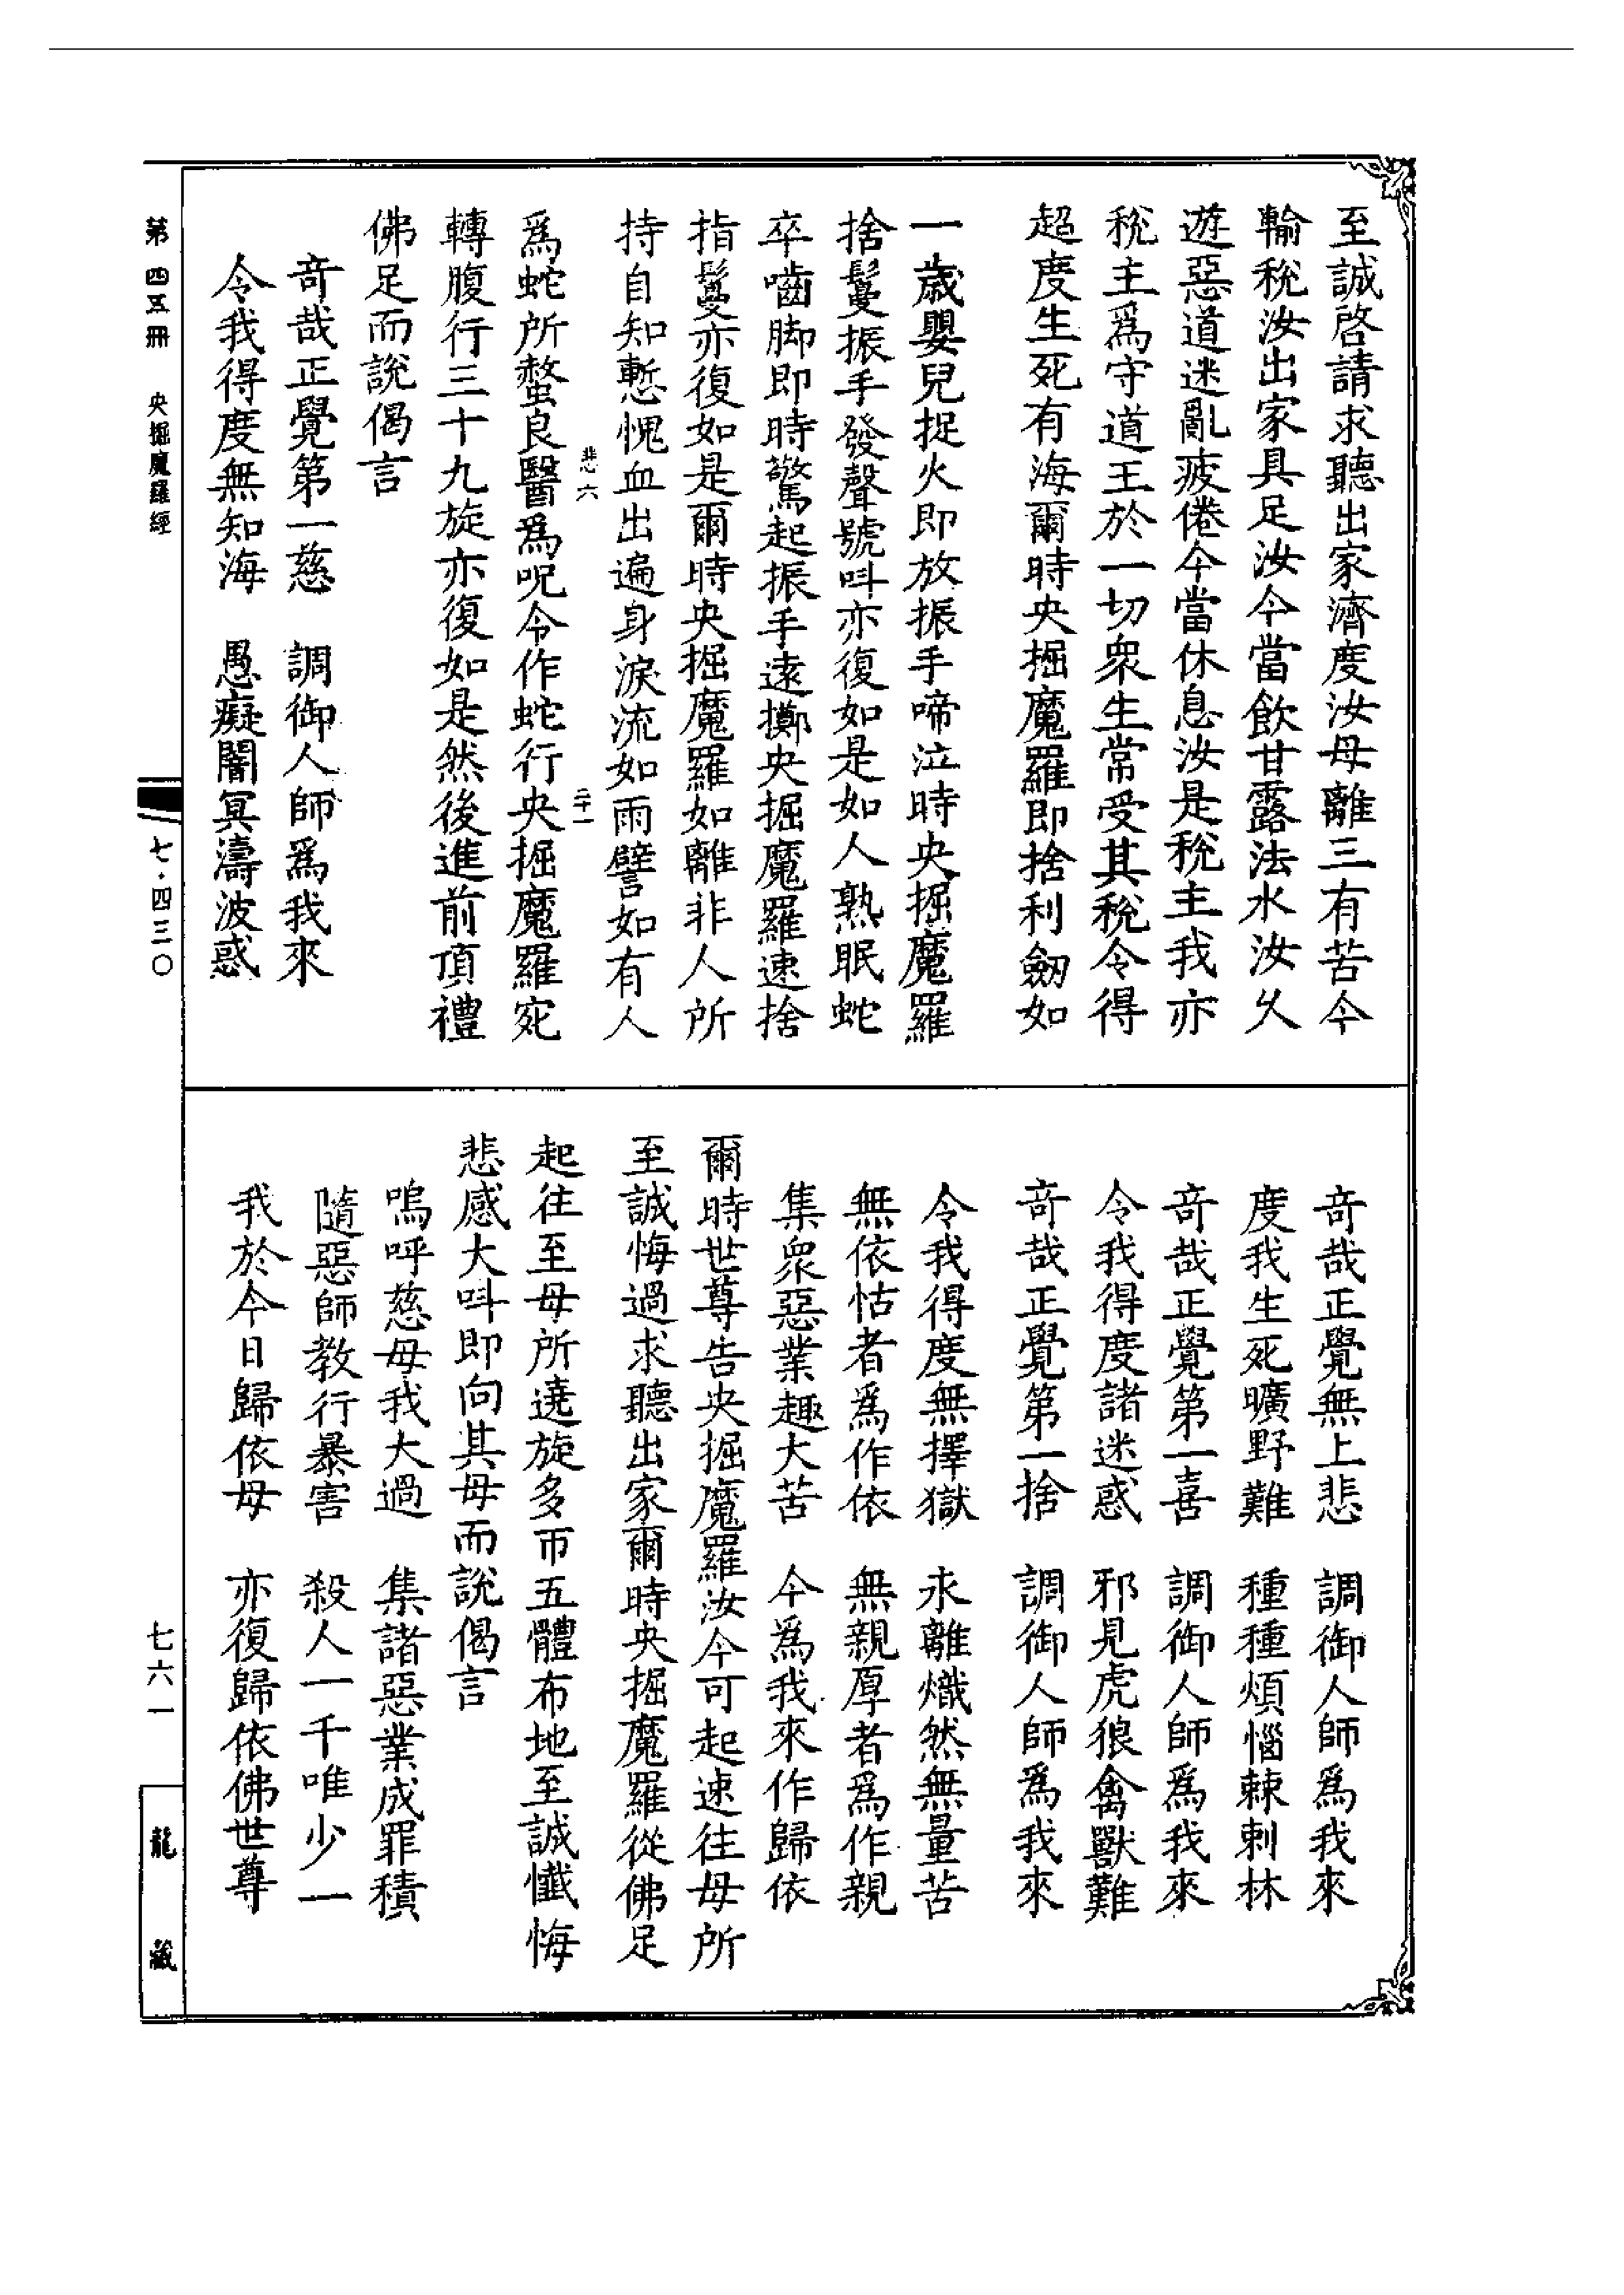 至誠啓請求聽出家濟度汝母離三有苦今
輸稅汝出家具足汝今當飲甘露法水汝久
遊惡道迷亂疲倦今當休息汝是稅主我亦
稅主爲守道王於一切衆生常受其稅令得
超度生死有海爾時央掘魔羅即捨利劒如
一歲嬰兒捉火即放振手啼泣時央掘魔羅
捨鬘振手發聲號呌亦復如是如人熟眠蛇
卒嚙脚即時驚起振手遠擲央掘魔羅速捨
指鬘亦復如是爾時央掘魔羅如離非人所
持自知慙愧血出遍身淚流如雨譬如有人
悲六
二十一
爲蛇所螫良醫爲呪令作蛇行央掘魔羅宛
轉腹行三十九旋亦復如是然後進前頂禮
佛足而說偈言
奇哉正覺第一慈　調御人師爲我來
令我得度無知海　愚癡闇冥濤波惑
奇哉正覺無上悲　調御人師爲我來
度我生死曠野難　種種煩惱棘刺林
奇哉正覺第一喜　調御人師爲我來
令我得度諸迷惑　邪見虎狼禽獸難
奇哉正覺第一捨　調御人師爲我來
令我得度無擇獄　永離熾然無量苦
無依怙者爲作依　無親厚者爲作親
集衆惡業趣大苦　今爲我來作歸依
爾時世尊告央掘魔羅汝今可起速往母所
至誠悔過求聽出家爾時央掘魔羅從佛足
起往至母所遶旋多帀五體布地至誠懺悔
悲感大呌即向其母而說偈言
嗚呼慈母我大過　集諸惡業成罪積
隨惡師教行暴害　殺人一千唯少一
我於今日歸依母　亦復歸依佛世尊
第四五冊　央掘魔羅經
七·四三〇
七六一
龍藏